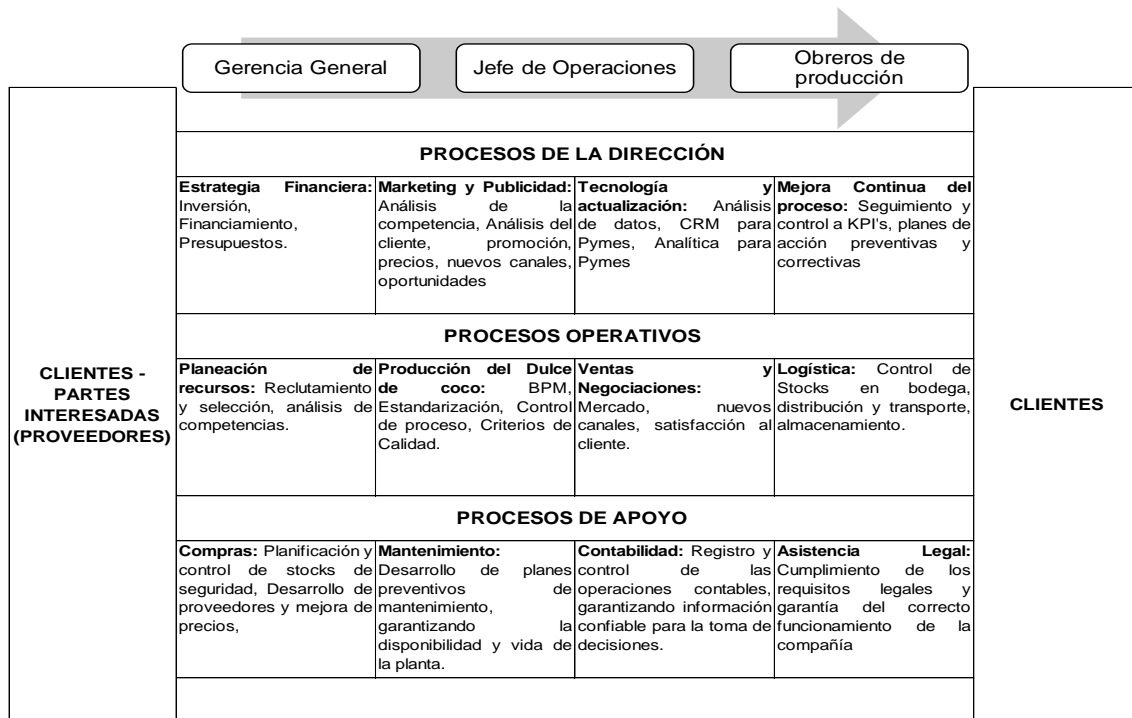 Gerencia General
Jefe de Operaciones
Obreros de
producción
CLIENTES -
PARTES
INTERESADAS
(PROVEEDORES)
PROCESOS DE LA DIRECCIÓN
Estrategia Financiera:
Inversión,
Financiamiento,
Presupuestos.
Marketing y Publicidad:
Análisis de la
competencia, Análisis del
cliente, promoción,
precios, nuevos canales,
oportunidades
Tecnología y
actualización: Análisis
de datos, CRM para
Pymes, Analítica para
Pymes
Mejora Continua del
proceso: Seguimiento y
control a KPI's, planes de
acción preventivas y
correctivas
PROCESOS OPERATIVOS
Planeación de
recursos: Reclutamiento
y selección, análisis de
competencias.
Producción del Dulce
de coco: BPM,
Estandarización, Control
de proceso, Criterios de
Calidad.
Ventas y
Negociaciones:
Mercado, nuevos
canales, satisfacción al
cliente.
Logística: Control de
Stocks en bodega,
distribución y transporte,
almacenamiento.
PROCESOS DE APOYO
Compras: Planificación y
control de stocks de
seguridad, Desarrollo de
proveedores y mejora de
precios,
Mantenimiento:
Desarrollo de planes
preventivos de
mantenimiento,
garantizando la
disponibilidad y vida de
la planta.
Contabilidad: Registro y
control de las
operaciones contables,
garantizando información
confiable para la toma de
decisiones.
Asistencia Legal:
Cumplimiento de los
requisitos legales y
garantía del correcto
funcionamiento de la
compañía
CLIENTES